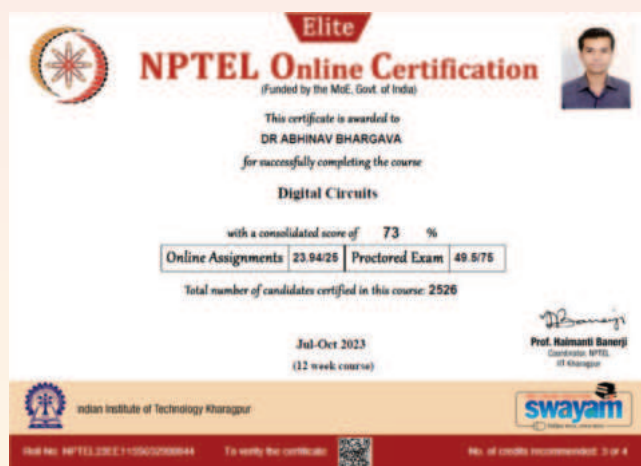 Elite
NPTEL Online Certification
(Funded by the MoE, Govt. of India)
This certificate is awarded to
DR ABHINAV BHARGAVA
for successfully completing the course
Digital Circuits
with a consolidated score of 73 %
Online Assignments 23.94/25 Proctored Exam 49.5/75
Total number of candidates certified in this course: 2526
Jul-Oct 2023
(12 week course)
Prof. Haimanti Banerji
Coordinator, NPTEL
IIT Kharagpur
Indian Institute of Technology Kharagpur
swayam
Roll No:
To verify the certificate
No. of credits recommended: 3 or 4